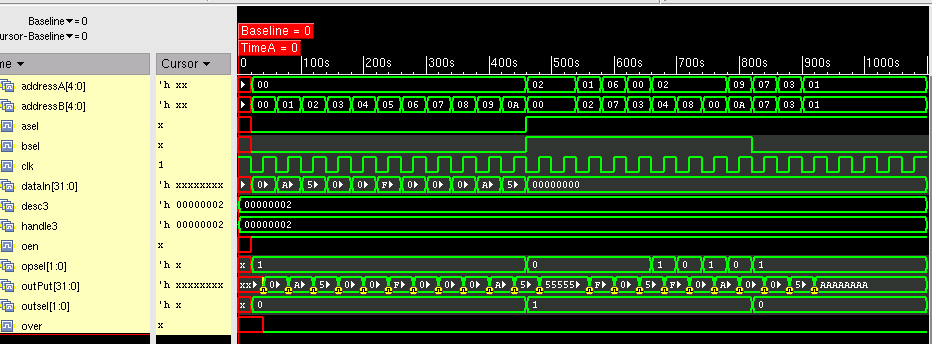 Baseline▼= 0
ursor-Baseline▼= 0
Baseline = 0
TimeA = 0
me ▼ Cursor ▼ 0 100s 200s 300s 400s 500s 600s 700s 800s 900s 1000s
addressA[4:0] 'h xx 00 02 01 06 00 02 09 07 03 01
addressB[4:0] 'h xx 00 01 02 03 04 05 06 07 08 09 0A 00 02 07 03 04 08 00 0A 07 03 01
asel x
bsel x
clk 1
dataIn[31:0] 'h xxxxxxxx 0 A 5 0 0 F 0 0 0 A 5 00000000
desc3 'h 00000002 00000002
handle3 'h 00000002 00000002
oen x
opsel[1:0] 'h x x 1 0 1 0 1 0 1
outPut[31:0] 'h xxxxxxxx xx 0 A 5 0 0 F 0 0 0 A 5 55555 F 0 5 F 0 A 0 0 5 AAAAAAAA
outsel[1:0] 'h x x 0 1 0
over x